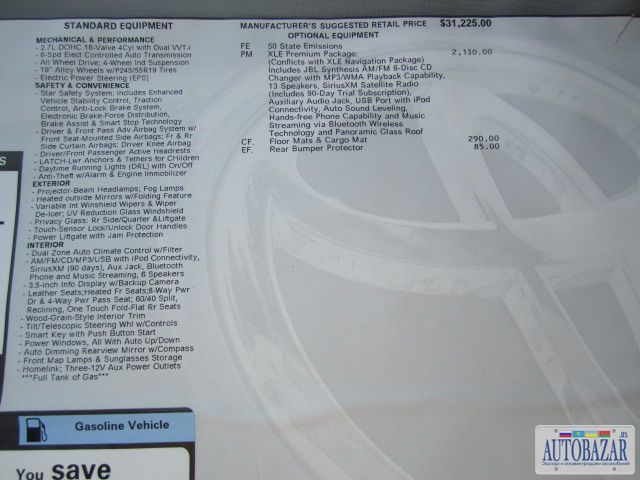 STANDARD EQUIPMENT
MECHANICAL & PERFORMANCE
- 2.7L DOHC 16-Valve 4Cyl with Dual VVT-i
- 6-Spd Elect Controlled Auto Transmission
- All Wheel Drive; 4-Wheel Ind Suspension
- 19" Alloy Wheels w/P245/55R19 Tires
- Electric Power Steering (EPS)
SAFETY & CONVENIENCE
- Star Safety System: includes Enhanced
Vehicle Stability Control, Traction
Control, Anti-Lock Brake System,
Electronic Brake-Force Distribution,
Brake Assist & Smart Stop Technology
- Driver & Front Pass Adv Airbag System w/
Front Seat-Mounted Side Airbags; Fr & Rr
Side Curtain Airbags; Driver Knee Airbag
- Driver/Front Passenger Active Headrests
- LATCH-Lwr Anchors & Tethers for CHildren
- Daytime Running Lights (DRL) with On/Off
- Anti-Theft w/Alarm & Engine Immobilizer
EXTERIOR
- Projector-Beam Headlamps; Fog Lamps
- Heated outside Mirrors w/Folding Feature
- Variable Int Windshield Wipers & Wiper
De-Icer; UV Reduction Glass Windshield
- Privacy Glass: Rr Side/Quarter &Liftgate
- Touch-Sensor Lock/Unlock Door Handles
- Power Liftgate with Jam Protection
INTERIOR
- Dual Zone Auto Climate Control w/Filter
- AM/FM/CD/MP3/USB with iPod Connectivity,
SiriusXM (90 days), Aux Jack, Bluetooth
Phone and Music Streaming, 6 Speakers
- 3.5-inch Info Display w/Backup Camera
- Leather Seats;Heated Fr Seats;8-Way Pwr
Dr & 4-Way Pwr Pass Seat; 60/40 Split,
Reclining, One Touch Fold-Flat Rr Seats
- Wood-Grain-Style Interior Trim
- Tilt/Telescopic Steering Whl w/Controls
- Smart Key with Push Button Start
- Power Windows, All With Auto Up/Down
- Auto Dimming Rearview Mirror w/Compass
- Front Map Lamps & Sunglasses Storage
- Homelink; Three-12V Aux Power Outlets
***Full Tank of Gas***
MANUFACTURER'S SUGGESTED RETAIL PRICE $31,225.00
OPTIONAL EQUIPMENT
FE 50 State Emissions
PM XLE Premium Package: 2,130.00
(Conflicts with XLE Navigation Package)
Includes JBL Synthesis AM/FM 6-Disc CD
Changer with MP3/WMA Playback Capability,
13 Speakers, SiriusXM Satellite Radio
(Includes 90-Day Trial Subscription),
Auxiliary Audio Jack, USB Port with iPod
Connectivity, Auto Sound Leveling,
Hands-free Phone Capability and Music
Streaming via Bluetooth Wireless
Technology and Panoramic Glass Roof
CF. Floor Mats & Cargo Mat 290.00
EF. Rear Bumper Protector 85.00
S
Gasoline Vehicle
You save
AUTOBAZAR.us
Экспорт и оптовые продажи автомобилей